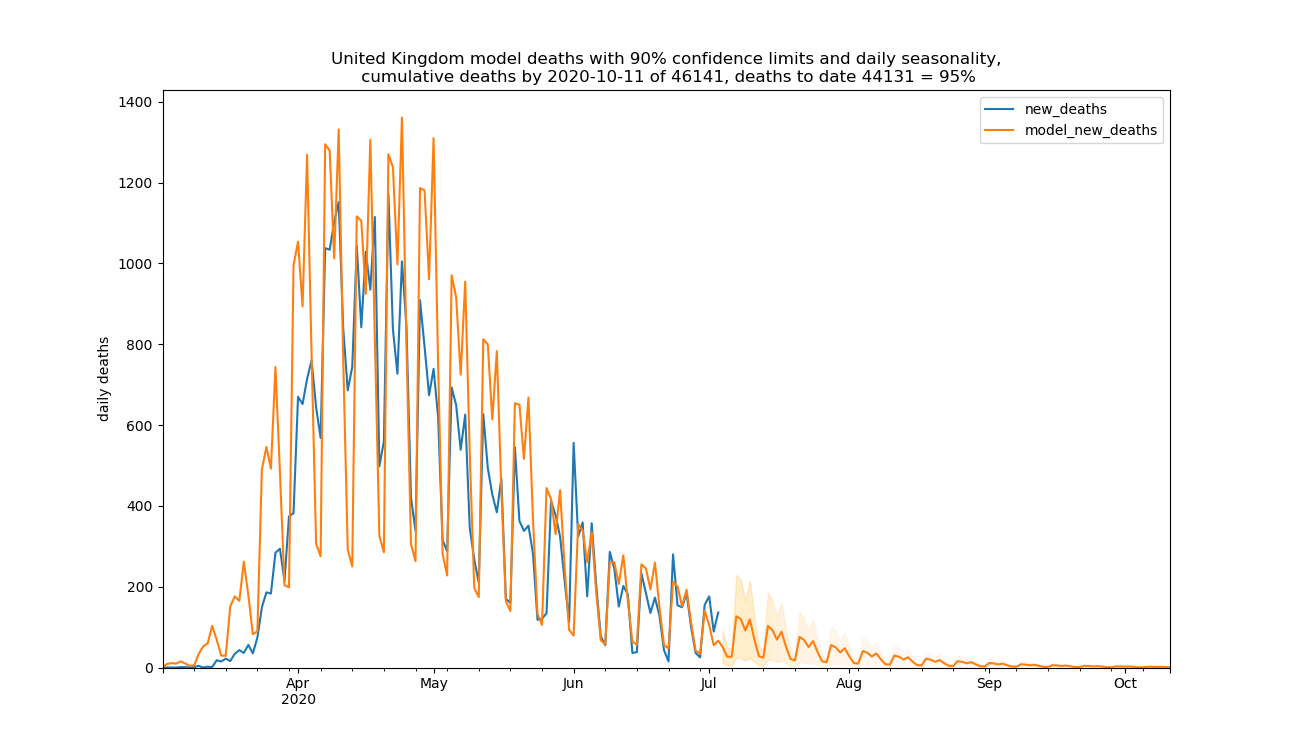 United Kingdom model deaths with 90% confidence limits and daily seasonality,
cumulative deaths by 2020-10-11 of 46141, deaths to date 44131 = 95%
new_deaths
model_new_deaths
daily deaths
1400
1200
1000
800
600
400
200
0
Apr
2020
May
Jun
Jul
Aug
Sep
Oct